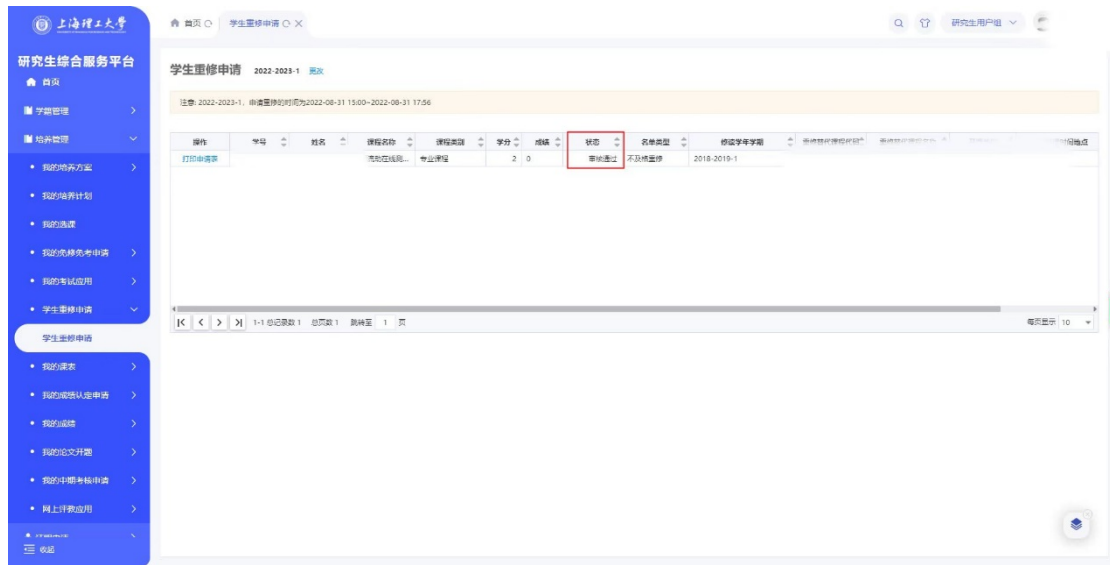 上海理工大学
首页
学生重修申请
研究生用户组
研究生综合服务平台
首页
学籍管理
培养管理
我的培养方案
我的培养计划
我的选课
我的免修免考申请
我的考试应用
学生重修申请
学生重修申请
我的课表
我的成绩认定申请
我的成绩
我的论文开题
我的中期考核申请
网上评教应用
收起
学生重修申请 2022-2023-1 更改
注意: 2022-2023-1, 申请重修的时间为2022-08-31 15:00~2022-08-31 17:56
操作 学号 姓名 课程名称 课程类别 学分 成绩 状态 名单类型 修读学年学期 重修替代课程代码
打印申请表 流动在线测... 专业课程 2 0 审核通过 不及格重修 2018-2019-1
1-1 总记录数 1 总页数 1 跳转至 1 页
每页显示 10